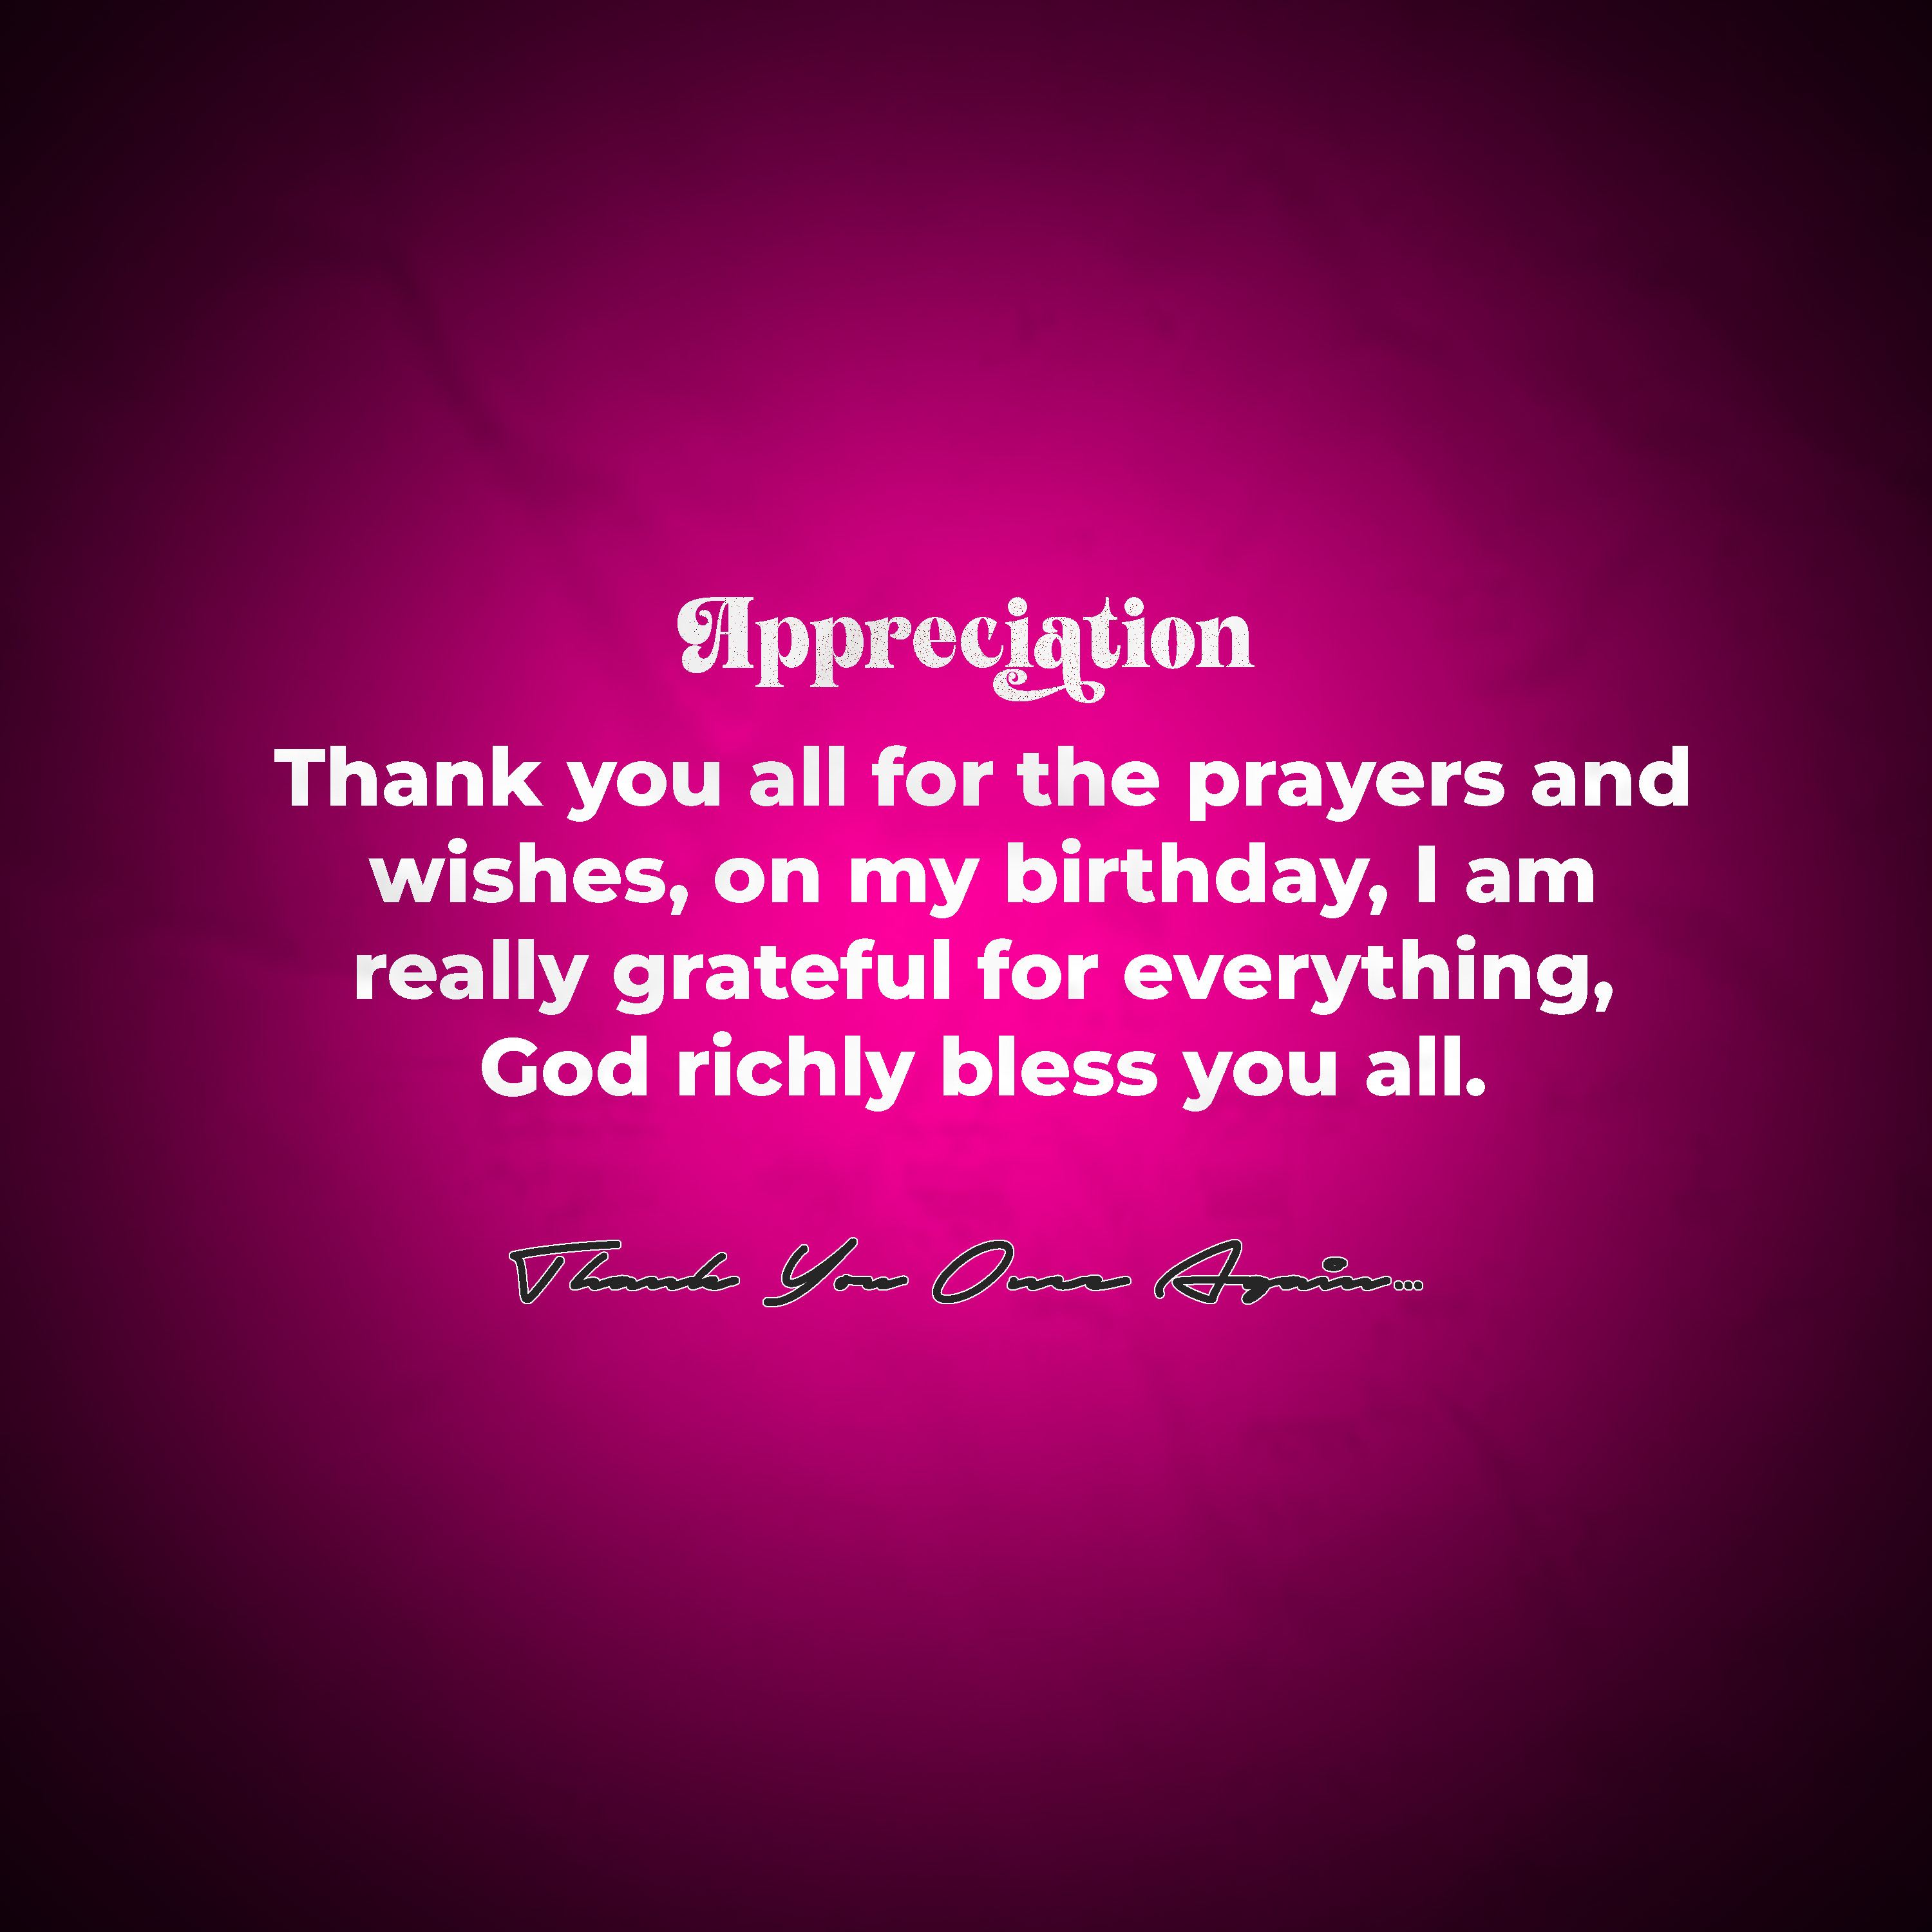 Appreciation
Thank you all for the prayers and
wishes, on my birthday, I am
really grateful for everything,
God richly bless you all.
Thank You Once Again...